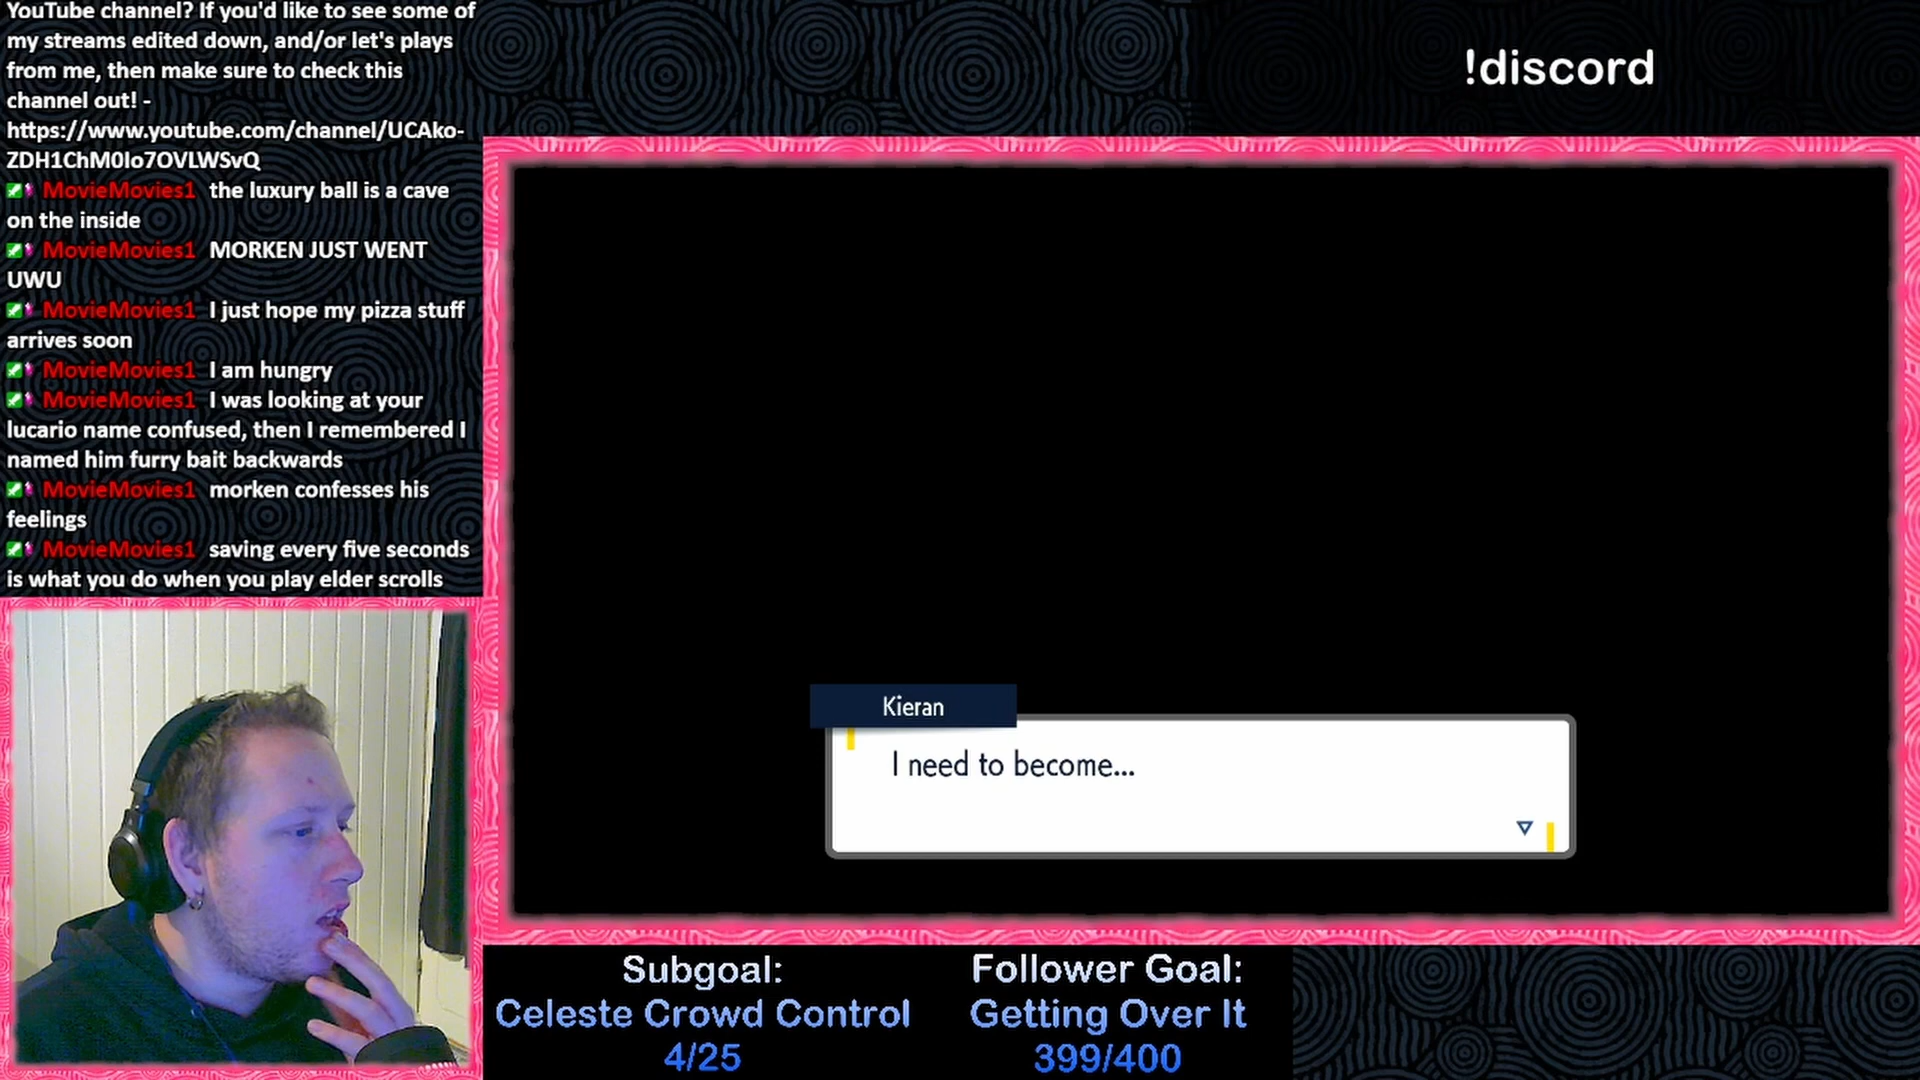 YouTube channel? If you'd like to see some of
my streams edited down, and/or let's plays
from me, then make sure to check this
channel out! -
https://www.youtube.com/channel/UCAko-
ZDH1ChM0Io7OVLWSvQ
MovieMovies1 the luxury ball is a cave
on the inside
MovieMovies1 MORKEN JUST WENT
UWU
MovieMovies1 I just hope my pizza stuff
arrives soon
MovieMovies1 I am hungry
MovieMovies1 I was looking at your
lucario name confused, then I remembered I
named him furry bait backwards
MovieMovies1 morken confesses his
feelings
MovieMovies1 saving every five seconds
is what you do when you play elder scrolls
!discord
Kieran
I need to become...
Subgoal:
Celeste Crowd Control
4/25
Follower Goal:
Getting Over It
399/400